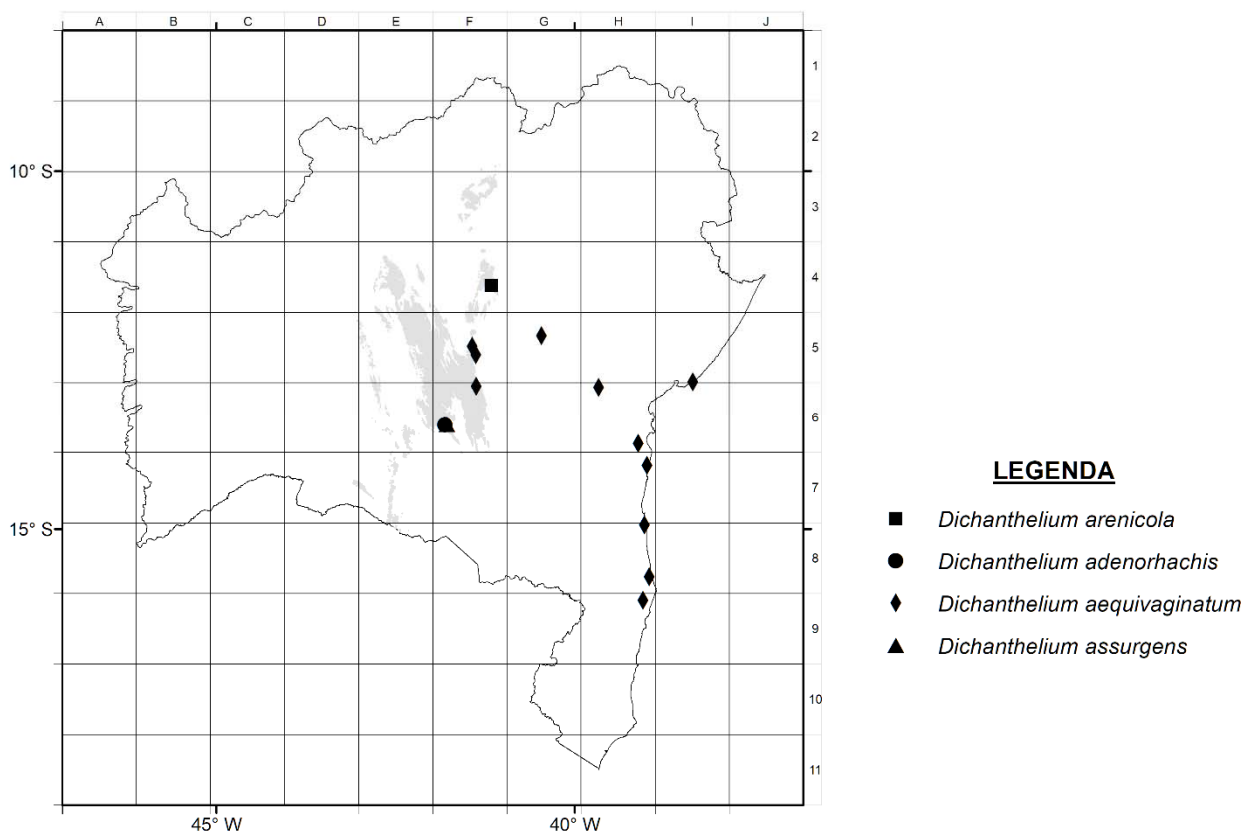 A B C D E F G H I J
1
2
10° S
3
4
5
6
7
15° S
8
9
10
11
45° W 40° W
LEGENDA
Dichanthelium arenicola
Dichanthelium adenorhachis
Dichanthelium aequivaginatum
Dichanthelium assurgens